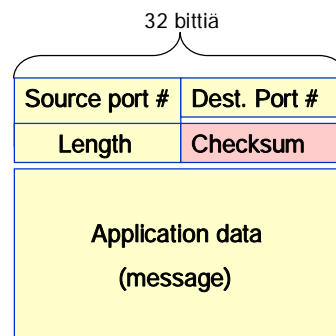 32 bittiä
Source port # Dest. Port #
Length Checksum
Application data
(message)